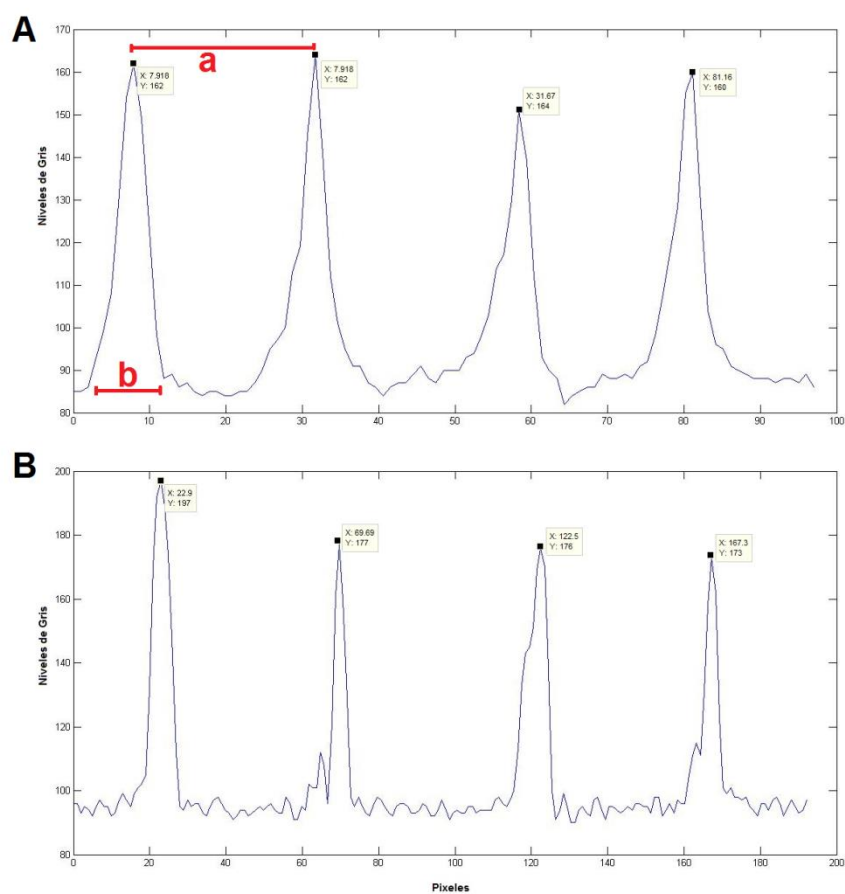 A
a
b
X: 7.918
Y: 162
X: 7.918
Y: 162
X: 31.67
Y: 164
X: 81.16
Y: 160
Niveles de Gris
170
160
150
140
130
120
110
100
90
80
0 10 20 30 40 50 60 70 80 90 100
B
X: 22.9
Y: 197
X: 69.69
Y: 177
X: 122.5
Y: 176
X: 167.3
Y: 173
Niveles de Gris
200
180
160
140
120
100
80
0 20 40 60 80 100 120 140 160 180 200
Pixeles